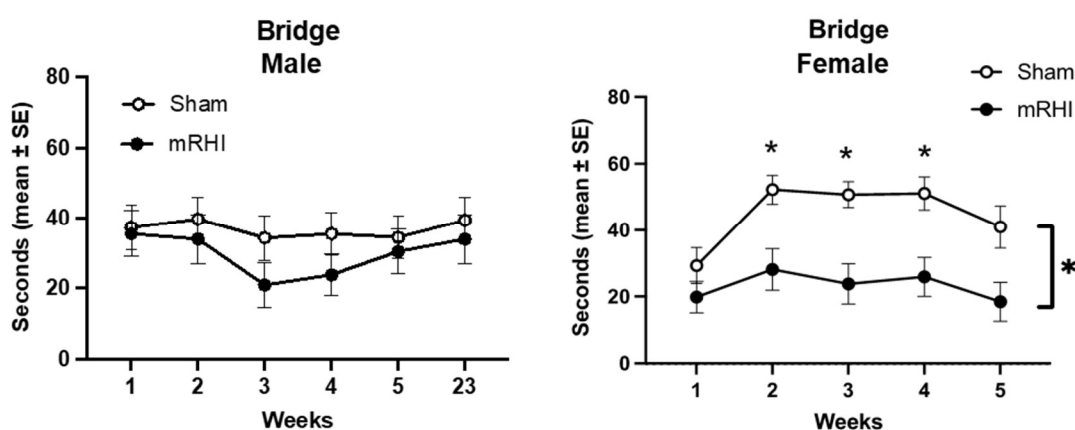 Bridge
Male
Seconds (mean ± SE)
80
60
40
20
0
Sham
mRHI
1 2 3 4 5 23
Weeks
Bridge
Female
Sham
mRHI
Seconds (mean ± SE)
80
60
40
20
0
* * *
*
1 2 3 4 5
Weeks